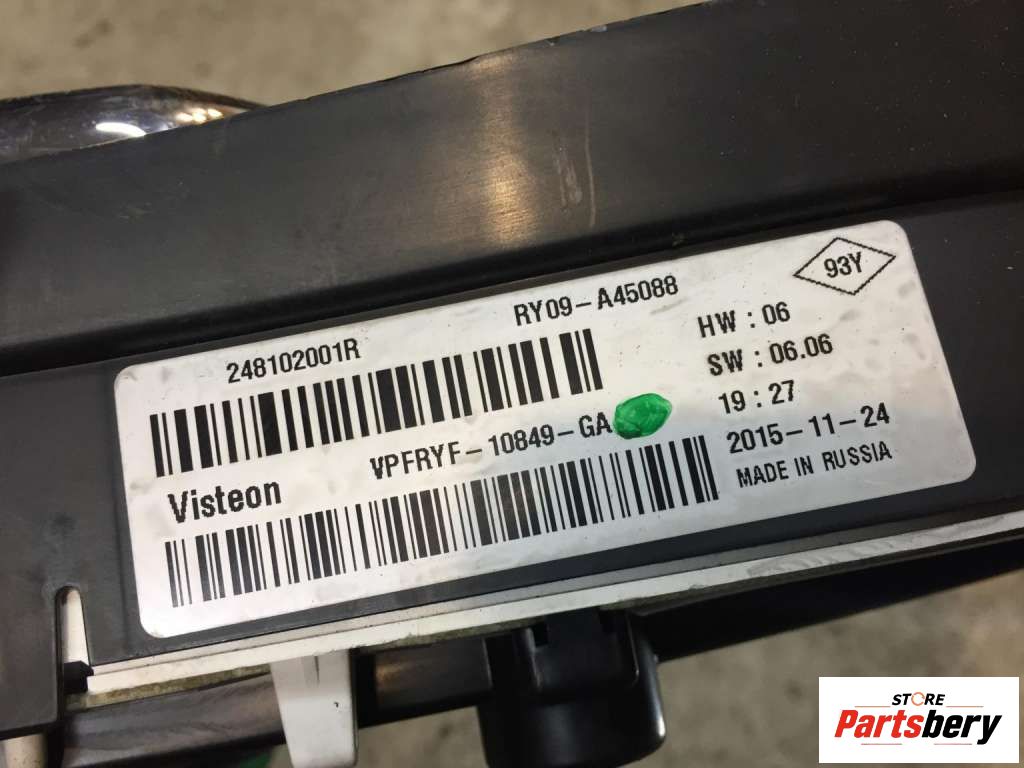 93Y
RY09-A45088
248102001R
HW : 06
SW : 06.06
19 : 27
VPFRYF-10849-GA
2015-11-24
Visteon
MADE IN RUSSIA
STORE
Partsbery